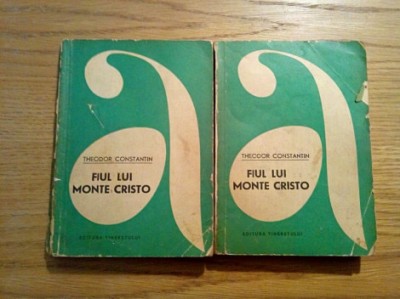 a
THEODOR CONSTANTIN
FIUL LUI
MONTE-CRISTO
EDITURA TINERETULUI
a
THEODOR CONSTANTIN
FIUL LUI
MONTE CRISTO
EDITURA TINERETULUI